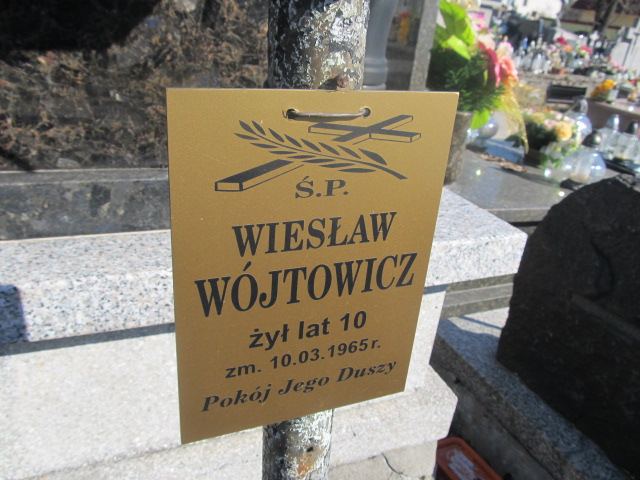 Ś.P.
WIESŁAW
WÓJTOWICZ
żył lat 10
zm. 10.03.1965 r.
Pokój Jego Duszy